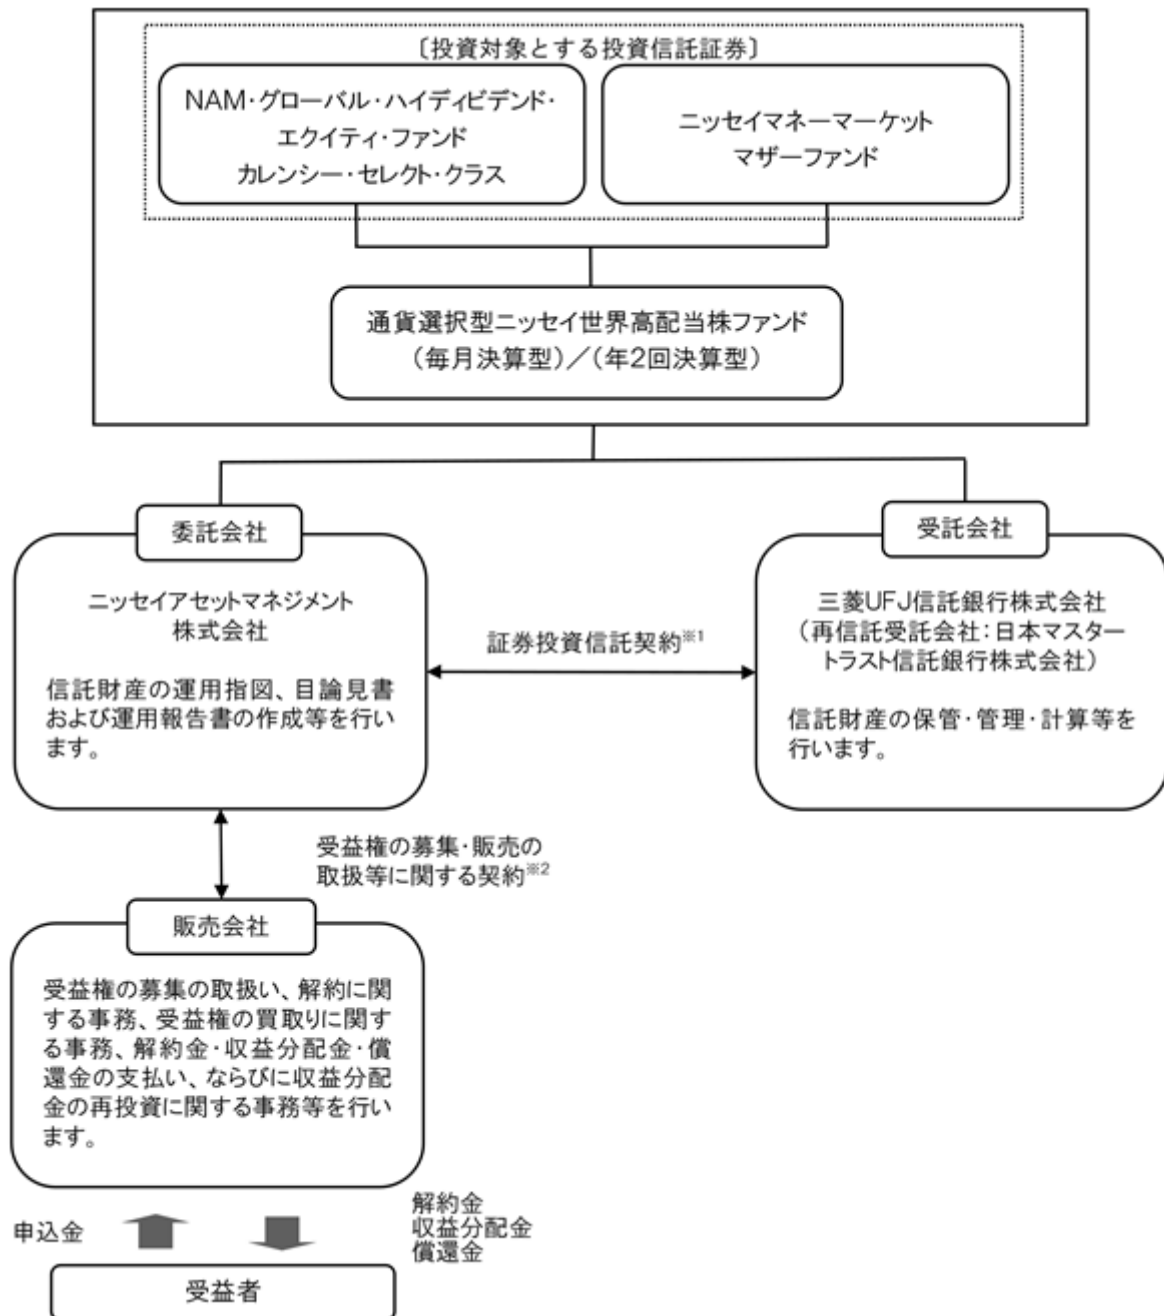 〔投資対象とする投資信託証券〕
NAM・グローバル・ハイディビデンド・
エクイティ・ファンド
カレンシー・セレクト・クラス
ニッセイマネーマーケット
マザーファンド
通貨選択型ニッセイ世界高配当株ファンド
（毎月決算型）／（年2回決算型）
委託会社
ニッセイアセットマネジメント
株式会社
信託財産の運用指図、目論見書
および運用報告書の作成等を行い
ます。
証券投資信託契約※1
受託会社
三菱UFJ信託銀行株式会社
（再信託受託会社：日本マスター
トラスト信託銀行株式会社）
信託財産の保管・管理・計算等を
行います。
受益権の募集・販売の
取扱等に関する契約※2
販売会社
受益権の募集の取扱い、解約に関
する事務、受益権の買取りに関す
る事務、解約金・収益分配金・償
還金の支払い、ならびに収益分配
金の再投資に関する事務等を行い
ます。
申込金
解約金
収益分配金
償還金
受益者